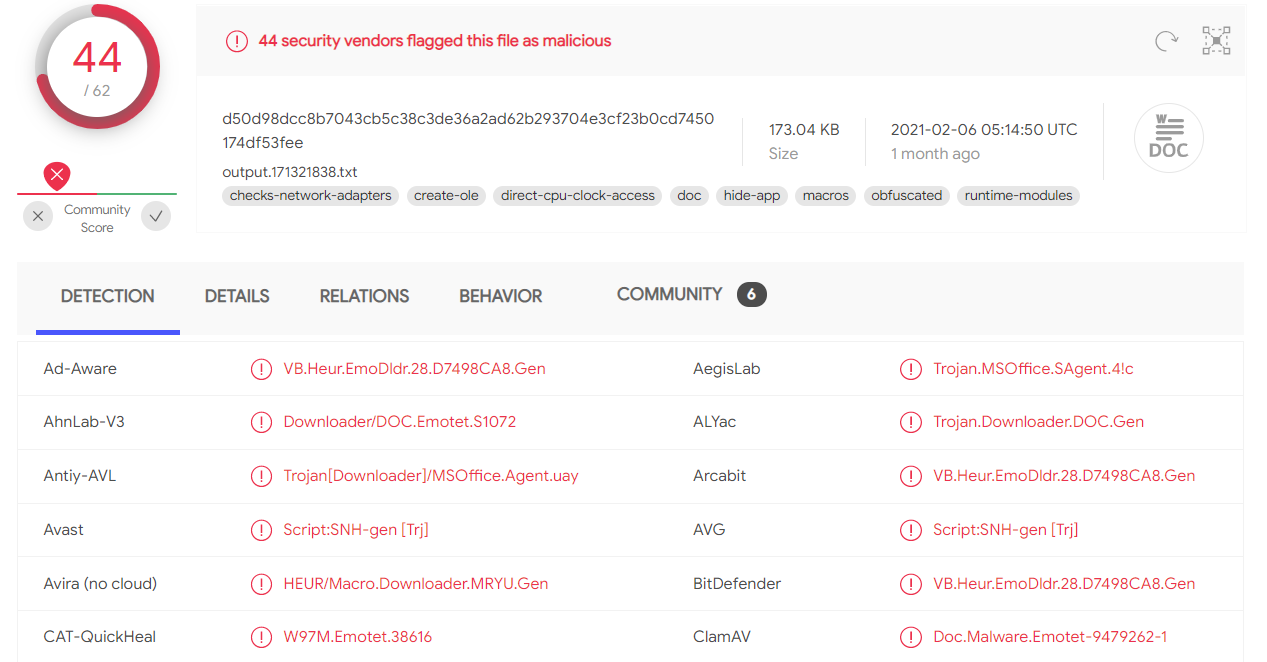 44
/ 62
44 security vendors flagged this file as malicious
d50d98dcc8b7043cb5c38c3de36a2ad62b293704e3cf23b0cd7450
174df53fee
output.171321838.txt
173.04 KB
Size
2021-02-06 05:14:50 UTC
1 month ago
W
DOC
checks-network-adapters create-ole direct-cpu-clock-access doc hide-app macros obfuscated runtime-modules
Community
Score
DETECTION DETAILS RELATIONS BEHAVIOR COMMUNITY 6
Ad-Aware VB.Heur.EmoDldr.28.D7498CA8.Gen AegisLab Trojan.MSOffice.SAgent.4!c
AhnLab-V3 Downloader/DOC.Emotet.S1072 ALYac Trojan.Downloader.DOC.Gen
Antiy-AVL Trojan[Downloader]/MSOffice.Agent.uay Arcabit VB.Heur.EmoDldr.28.D7498CA8.Gen
Avast Script:SNH-gen [Trj] AVG Script:SNH-gen [Trj]
Avira (no cloud) HEUR/Macro.Downloader.MRYU.Gen BitDefender VB.Heur.EmoDldr.28.D7498CA8.Gen
CAT-QuickHeal W97M.Emotet.38616 ClamAV Doc.Malware.Emotet-9479262-1